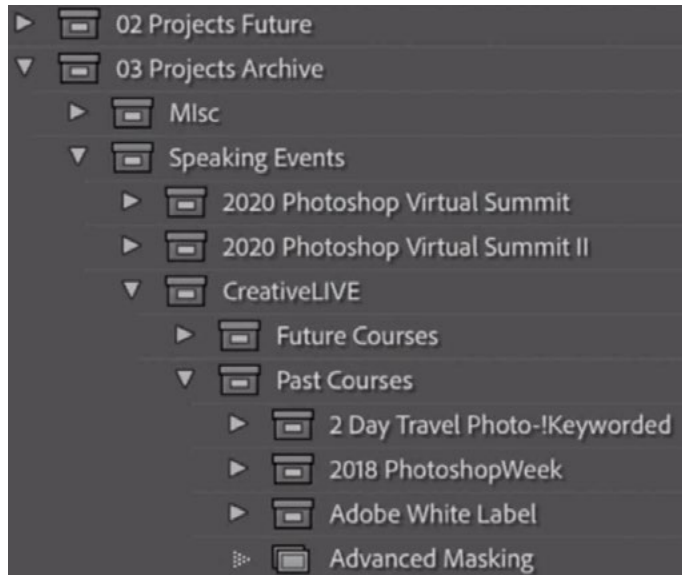 02 Projects Future
03 Projects Archive
MIsc
Speaking Events
2020 Photoshop Virtual Summit
2020 Photoshop Virtual Summit II
CreativeLIVE
Future Courses
Past Courses
2 Day Travel Photo-!Keyworded
2018 PhotoshopWeek
Adobe White Label
Advanced Masking